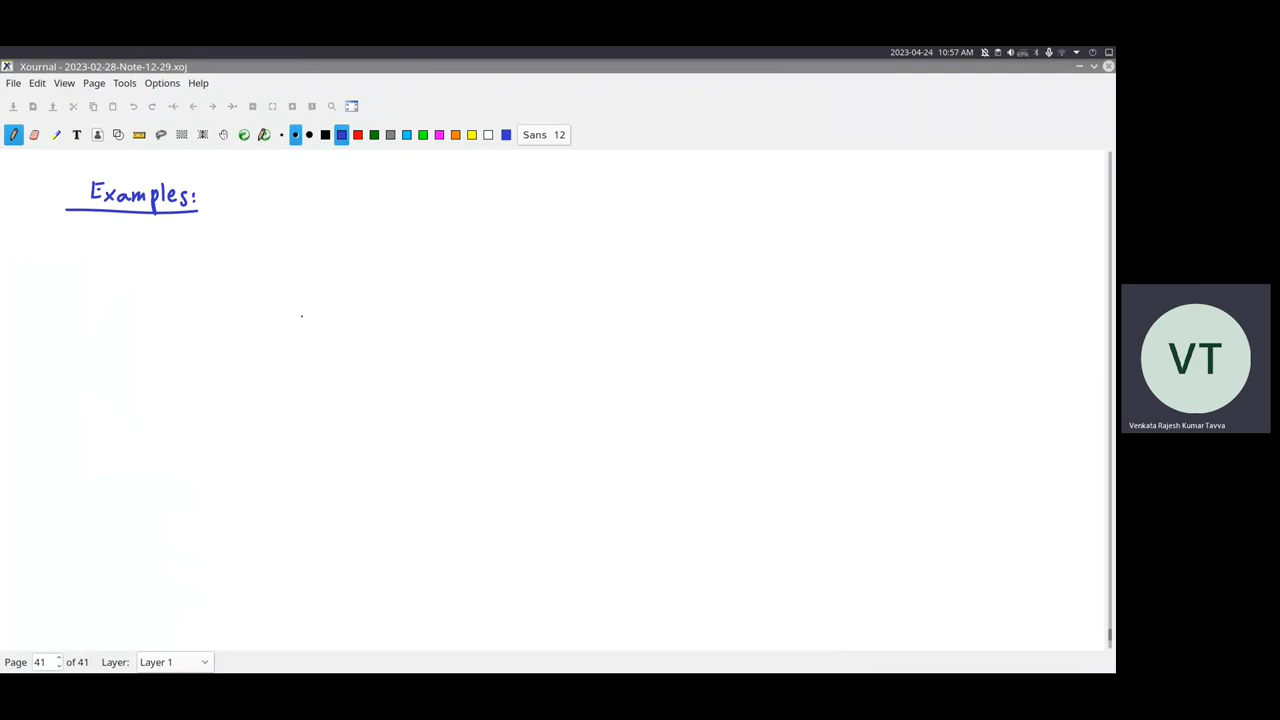 2023-04-24 10:57 AM
Xournal - 2023-02-28-Note-12-29.xoj
File Edit View Page Tools Options Help
T Sans 12
Examples:
VT
Venkata Rajesh Kumar Tavva
Page 41 of 41 Layer: Layer 1